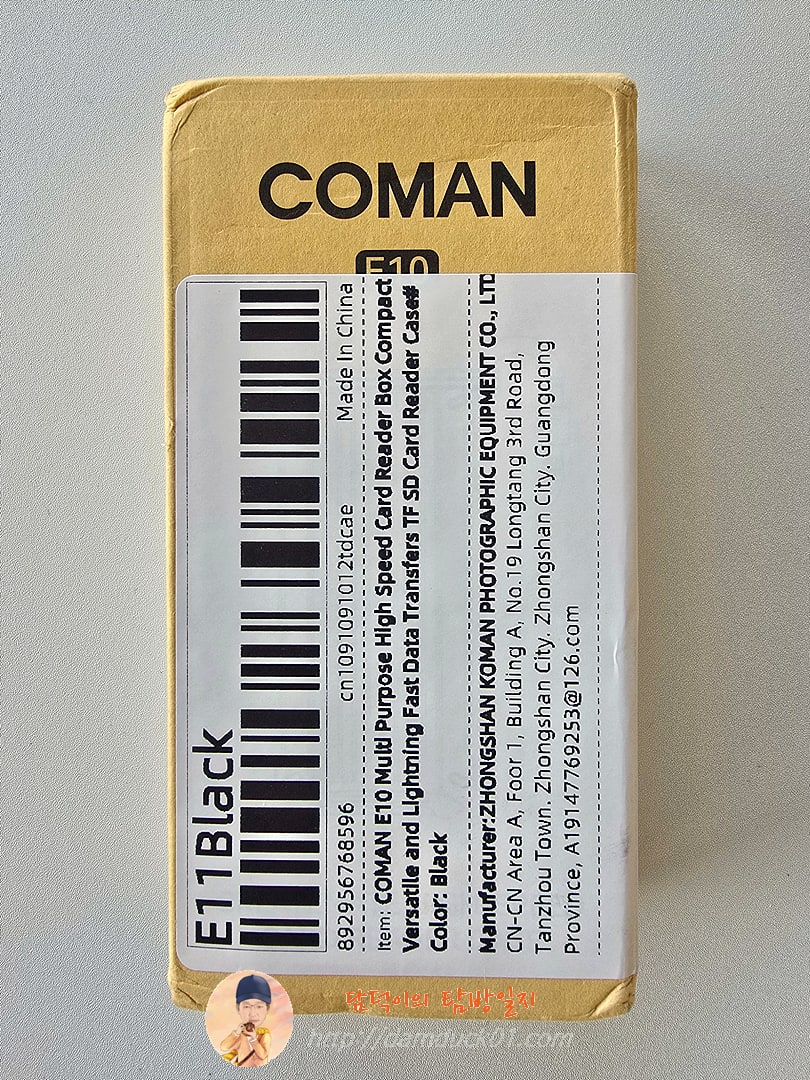 COMAN
E10
E11Black
892956768596 cn1091091012tdcae Made In China
Item: COMAN E10 Multi Purpose High Speed Card Reader Box Compact
Versatile and Lightning Fast Data Transfers TF SD Card Reader Case#
Color: Black
Manufacturer:ZHONGSHAN KOMAN PHOTOGRAPHIC EQUIPMENT CO., LTD
CN-CN Area A, Foor 1, Building A, No.19 Longtang 3rd Road,
Tanzhou Town. Zhongshan City. Zhongshan City. Guangdong
Province, A19147769253@126.com
담덕이의 탐방일지
http://damduck01.com